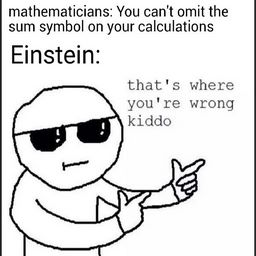 mathematicians: You can't omit the
sum symbol on your calculations
Einstein:
that's where
you're wrong
kiddo